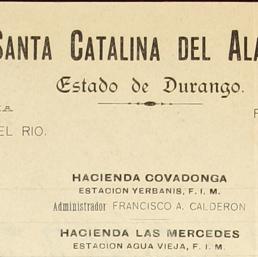 SANTA CATALINA DEL
Estado de Durango.
EL RIO.
HACIENDA COVADONGA
ESTACION YERBANIS, F. I. M.
Administrador FRANCISCO A. CALDERON
HACIENDA LAS MERCEDES
ESTACION AGUA VIEJA, F. I. M.